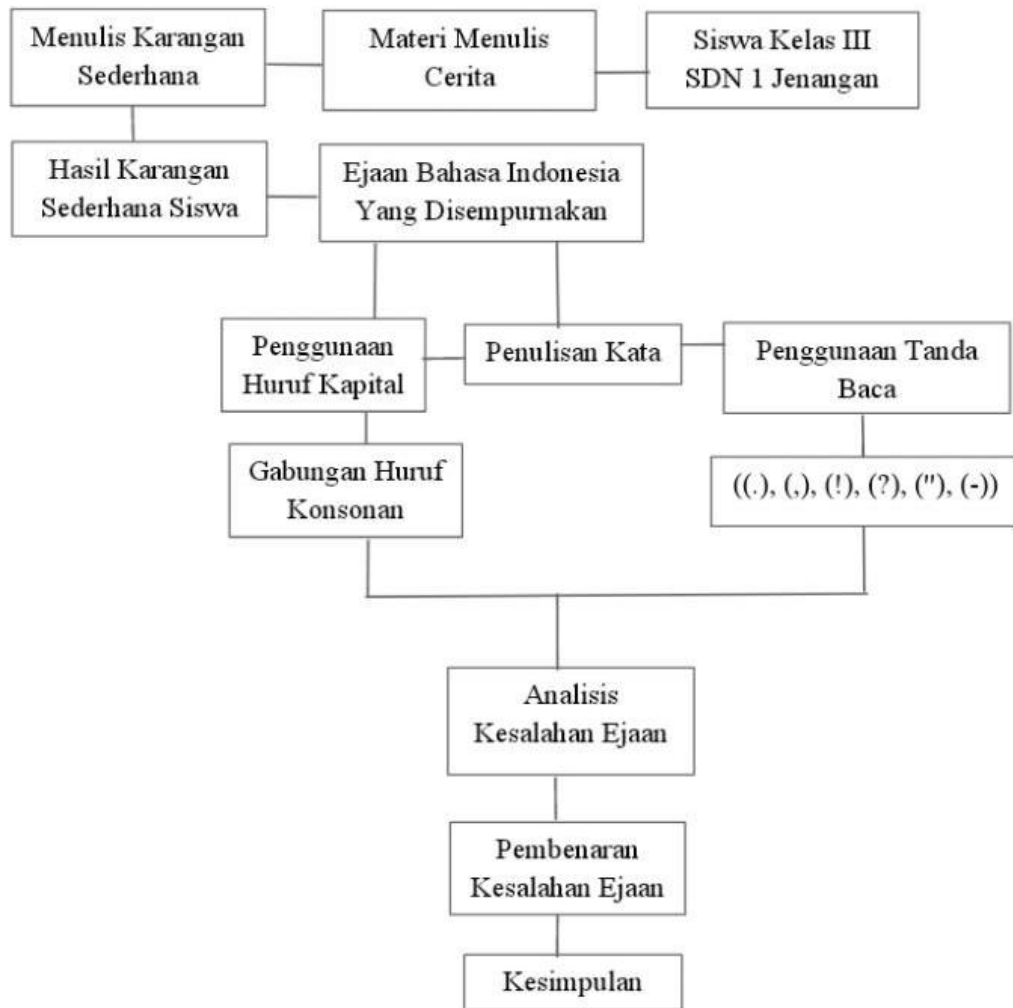 Menulis Karangan
Sederhana
Materi Menulis
Cerita
Siswa Kelas III
SDN 1 Jenangan
Hasil Karangan
Sederhana Siswa
Ejaan Bahasa Indonesia
Yang Disempurnakan
Penggunaan
Huruf Kapital
Penulisan Kata
Penggunaan Tanda
Baca
Gabungan Huruf
Konsonan
((.), (,), (!), (?), ("), (-))
Analisis
Kesalahan Ejaan
Pembenaran
Kesalahan Ejaan
Kesimpulan